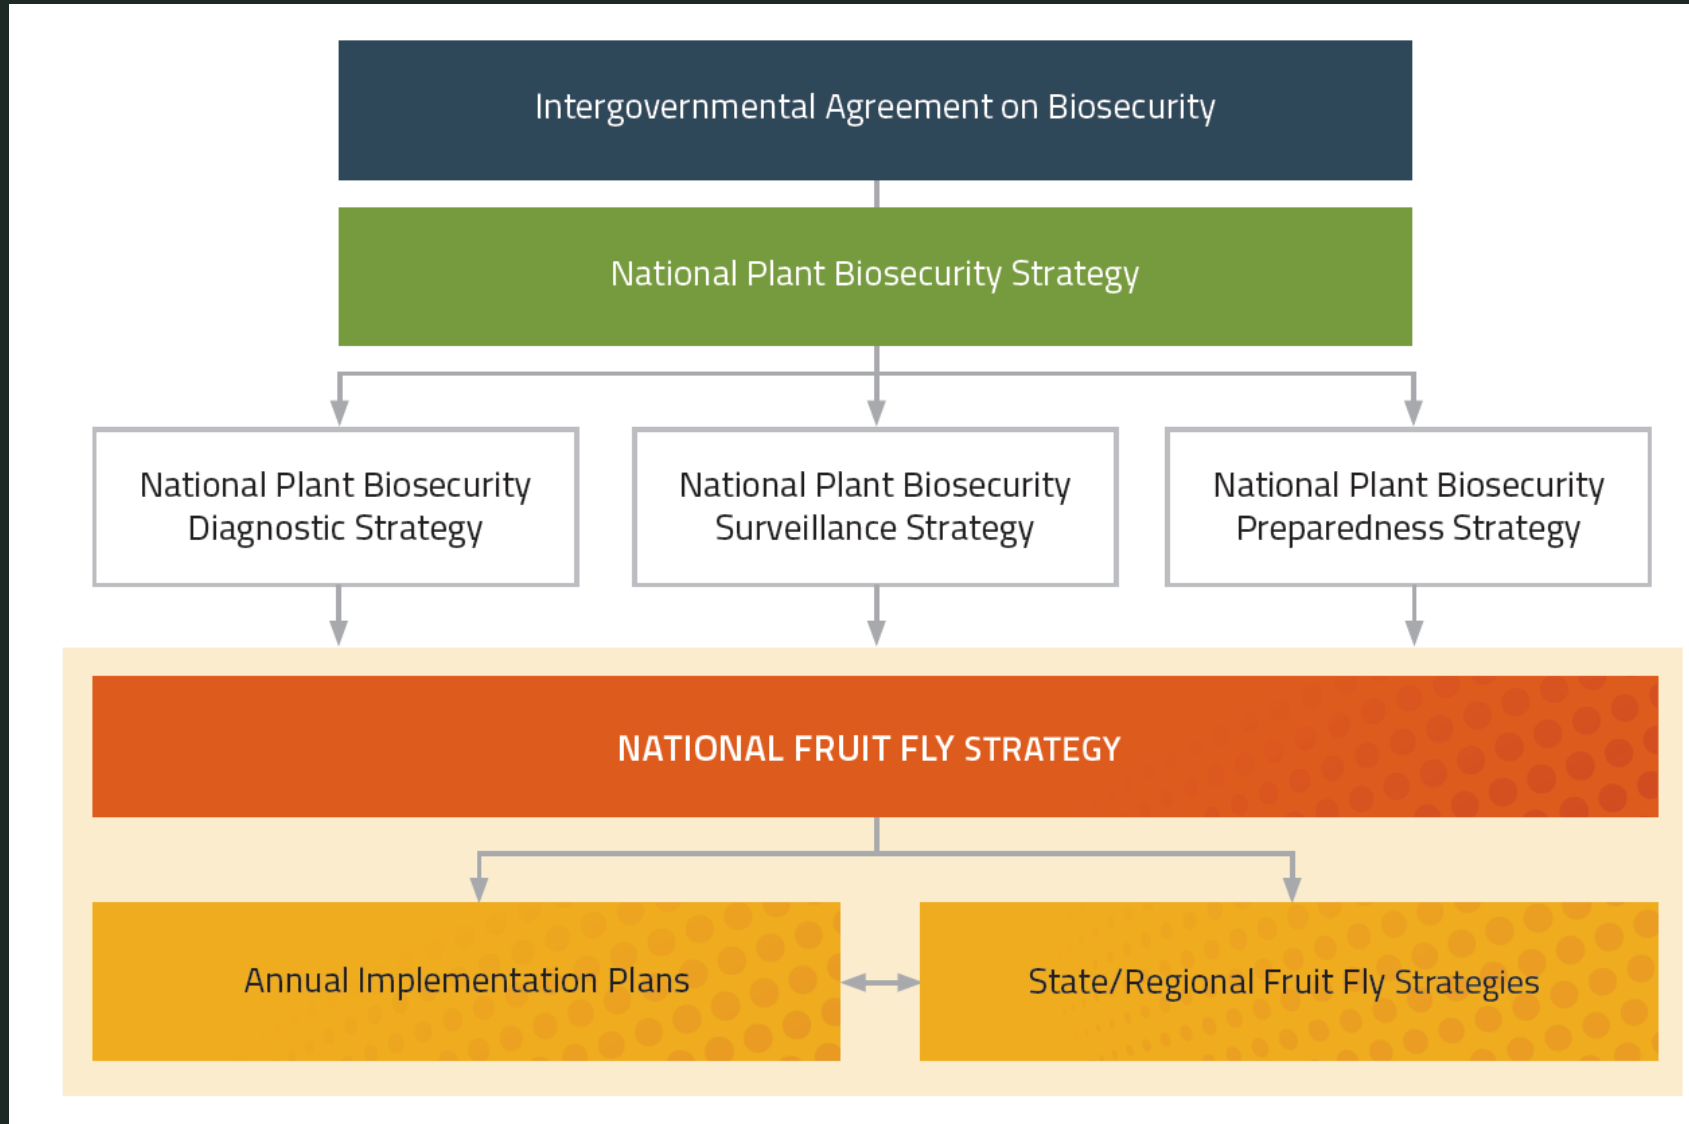 Intergovernmental Agreement on Biosecurity
National Plant Biosecurity Strategy
National Plant Biosecurity
Diagnostic Strategy
National Plant Biosecurity
Surveillance Strategy
National Plant Biosecurity
Preparedness Strategy
NATIONAL FRUIT FLY STRATEGY
Annual Implementation Plans
State/Regional Fruit Fly Strategies